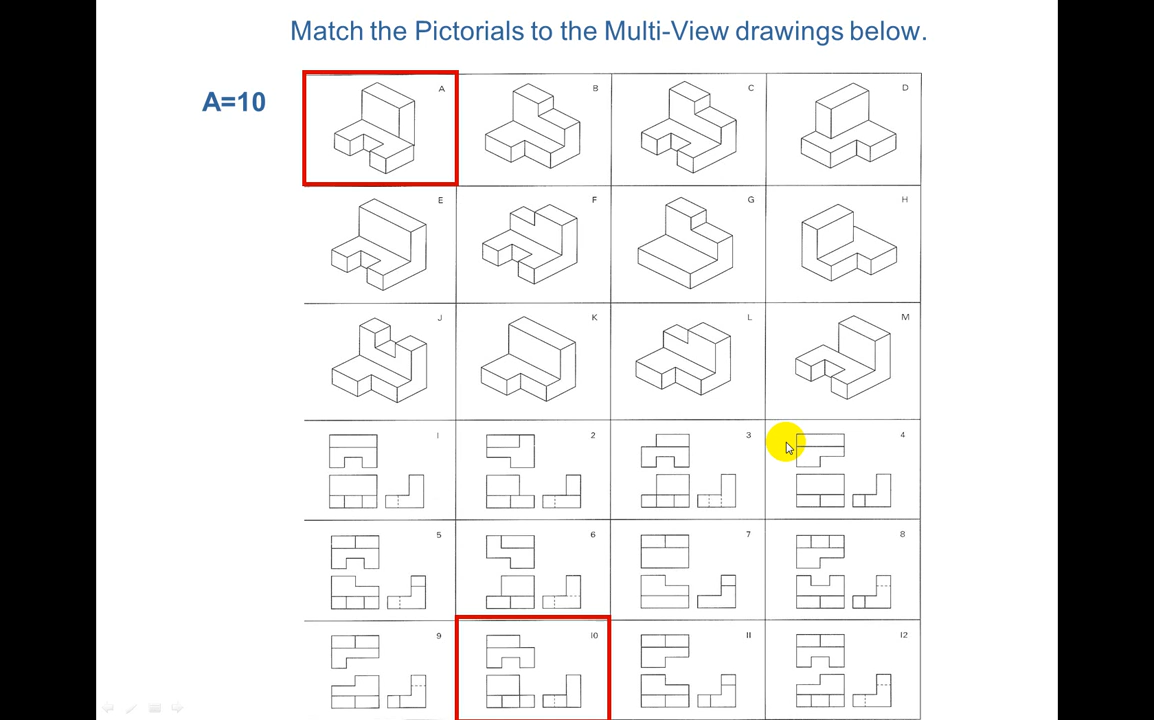 Match the Pictorials to the Multi-View drawings below.
A=10
A
B
C
D
E
F
G
H
J
K
L
M
1
2
3
4
5
6
7
8
9
10
11
12